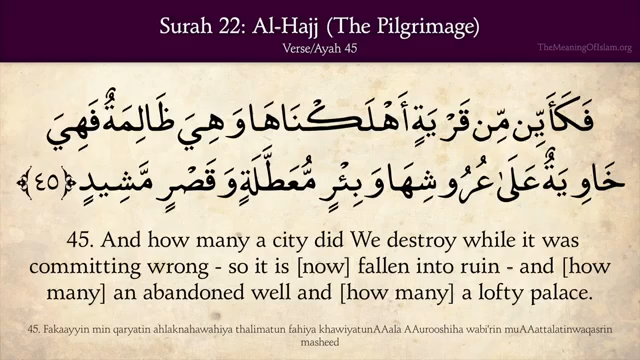 Surah 22: Al-Hajj (The Pilgrimage)
Verse/Ayah 45
TheMeaningOfIslam.org
فَكَأَيِّن مِّن قَرْيَةٍ أَهْلَكْنَاهَا وَهِيَ ظَالِمَةٌ فَهِيَ
خَاوِيَةٌ عَلَىٰ عُرُوشِهَا وَبِئْرٍ مُّعَطَّلَةٍ وَقَصْرٍ مَّشِيدٍ ﴿٤٥﴾
45. And how many a city did We destroy while it was
committing wrong - so it is [now] fallen into ruin - and [how
many] an abandoned well and [how many] a lofty palace.
45. Fakaayyin min qaryatin ahlaknahawahiya thalimatun fahiya khawiyatunAAala AAurooshiha wabi'rin muAAattalatinwaqasrin
masheed